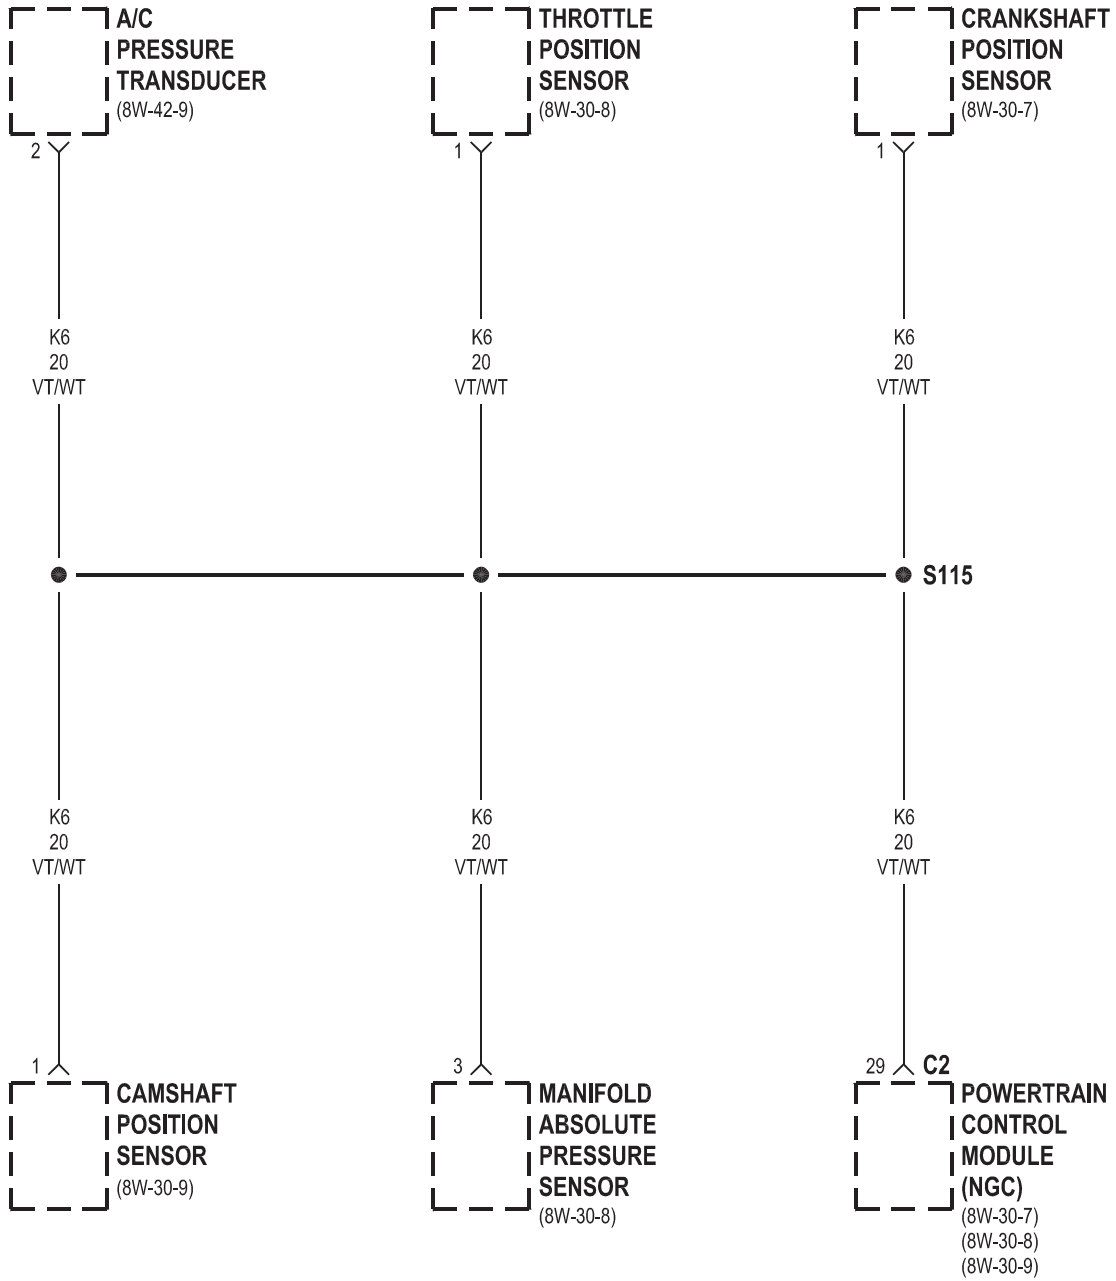 A/C
PRESSURE
TRANSDUCER
(8W-42-9)
2
THROTTLE
POSITION
SENSOR
(8W-30-8)
1
CRANKSHAFT
POSITION
SENSOR
(8W-30-7)
1
K6
20
VT/WT
K6
20
VT/WT
K6
20
VT/WT
S115
K6
20
VT/WT
K6
20
VT/WT
K6
20
VT/WT
1
CAMSHAFT
POSITION
SENSOR
(8W-30-9)
3
MANIFOLD
ABSOLUTE
PRESSURE
SENSOR
(8W-30-8)
29 C2
POWERTRAIN
CONTROL
MODULE
(NGC)
(8W-30-7)
(8W-30-8)
(8W-30-9)